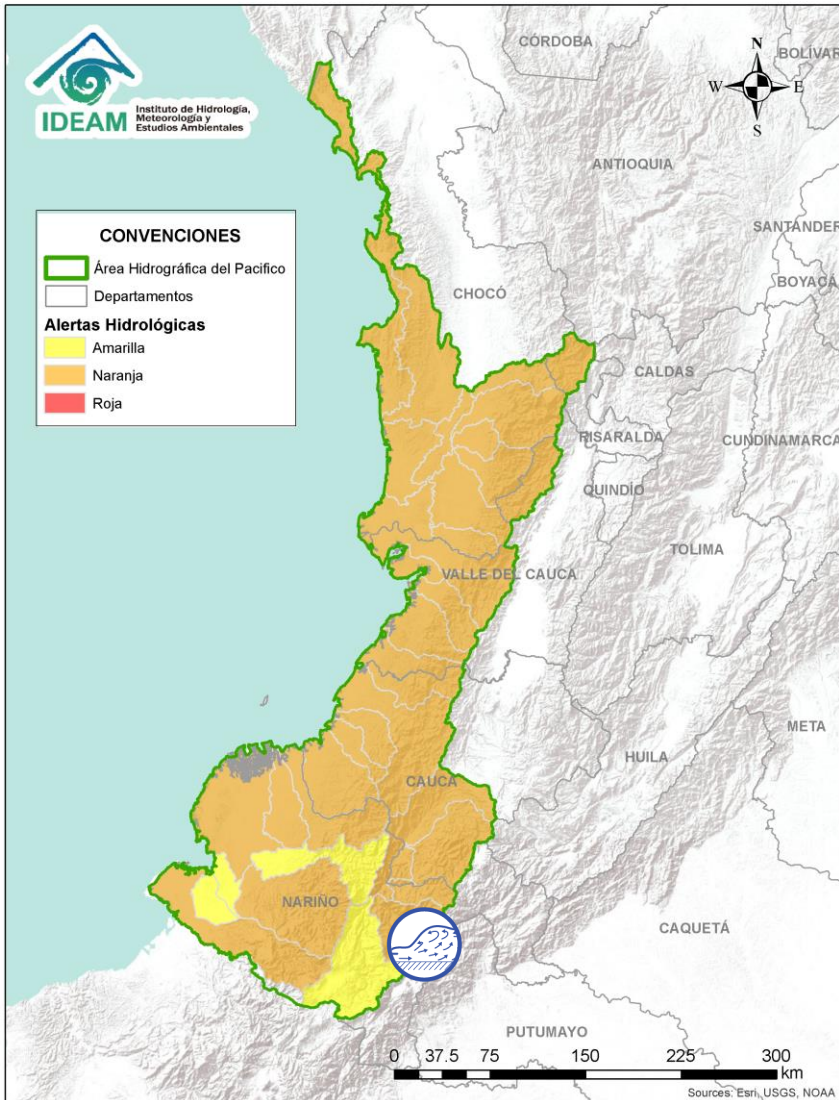 IDEAM
Instituto de Hidrología,
Meteorología y
Estudios Ambientales
CÓRDOBA
BOLÍVAR
N
W
E
S
ANTIOQUIA
SANTANDER
BOYACÁ
CONVENCIONES
Área Hidrográfica del Pacifico
Departamentos
Alertas Hidrológicas
Amarilla
Naranja
Roja
CHOCÓ
CALDAS
RISARALDA
CUNDINAMARCA
QUINDÍO
TOLIMA
VALLE DEL CAUCA
META
HUILA
CAUCA
NARIÑO
CAQUETÁ
PUTUMAYO
0 37.5 75 150 225 300
km
Sources: Esri, USGS, NOAA